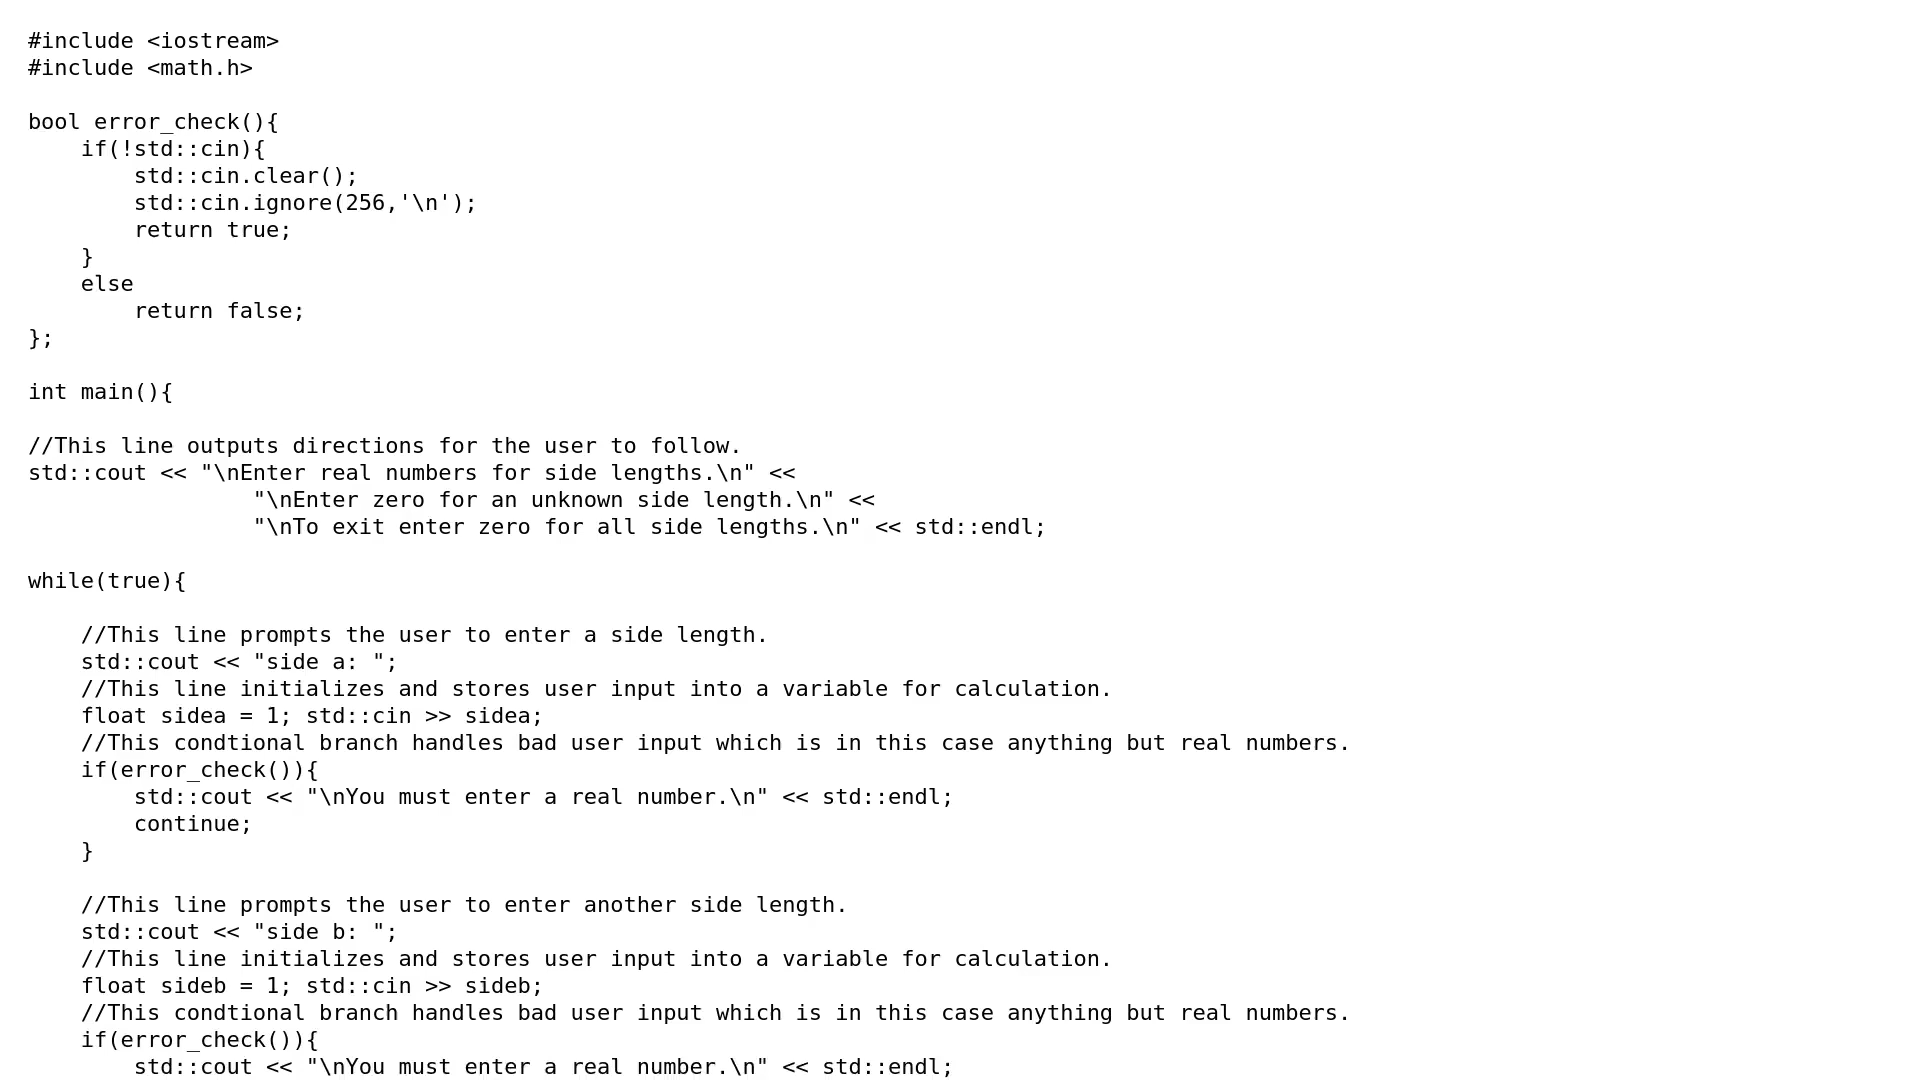 #include <iostream>
#include <math.h>

bool error_check(){
    if(!std::cin){
        std::cin.clear();
        std::cin.ignore(256,'\n');
        return true;
    }
    else
        return false;
};

int main(){

//This line outputs directions for the user to follow.
std::cout << "\nEnter real numbers for side lengths.\n" <<
                 "\nEnter zero for an unknown side length.\n" <<
                 "\nTo exit enter zero for all side lengths.\n" << std::endl;

while(true){

    //This line prompts the user to enter a side length.
    std::cout << "side a: ";
    //This line initializes and stores user input into a variable for calculation.
    float sidea = 1; std::cin >> sidea;
    //This condtional branch handles bad user input which is in this case anything but real numbers.
    if(error_check()){
        std::cout << "\nYou must enter a real number.\n" << std::endl;
        continue;
    }

    //This line prompts the user to enter another side length.
    std::cout << "side b: ";
    //This line initializes and stores user input into a variable for calculation.
    float sideb = 1; std::cin >> sideb;
    //This condtional branch handles bad user input which is in this case anything but real numbers.
    if(error_check()){
        std::cout << "\nYou must enter a real number.\n" << std::endl;